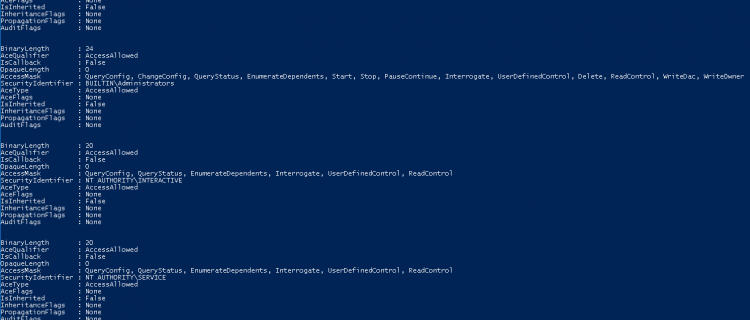 AceFlags : None
IsInherited : False
InheritanceFlags : None
PropagationFlags : None
AuditFlags : None
BinaryLength : 24
AceQualifier : AccessAllowed
IsCallback : False
OpaqueLength : 0
AccessMask : QueryConfig, ChangeConfig, QueryStatus, EnumerateDependents, Start, Stop, PauseContinue, Interrogate, UserDefinedControl, Delete, ReadControl, WriteDac, WriteOwner
SecurityIdentifier : BUILTIN\Administrators
AceType : AccessAllowed
AceFlags : None
IsInherited : False
InheritanceFlags : None
PropagationFlags : None
AuditFlags : None
BinaryLength : 20
AceQualifier : AccessAllowed
IsCallback : False
OpaqueLength : 0
AccessMask : QueryConfig, QueryStatus, EnumerateDependents, Interrogate, UserDefinedControl, ReadControl
SecurityIdentifier : NT AUTHORITY\INTERACTIVE
AceType : AccessAllowed
AceFlags : None
IsInherited : False
InheritanceFlags : None
PropagationFlags : None
AuditFlags : None
BinaryLength : 20
AceQualifier : AccessAllowed
IsCallback : False
OpaqueLength : 0
AccessMask : QueryConfig, QueryStatus, EnumerateDependents, Interrogate, UserDefinedControl, ReadControl
SecurityIdentifier : NT AUTHORITY\SERVICE
AceType : AccessAllowed
AceFlags : None
IsInherited : False
InheritanceFlags : None
PropagationFlags : None
AuditFlags : None